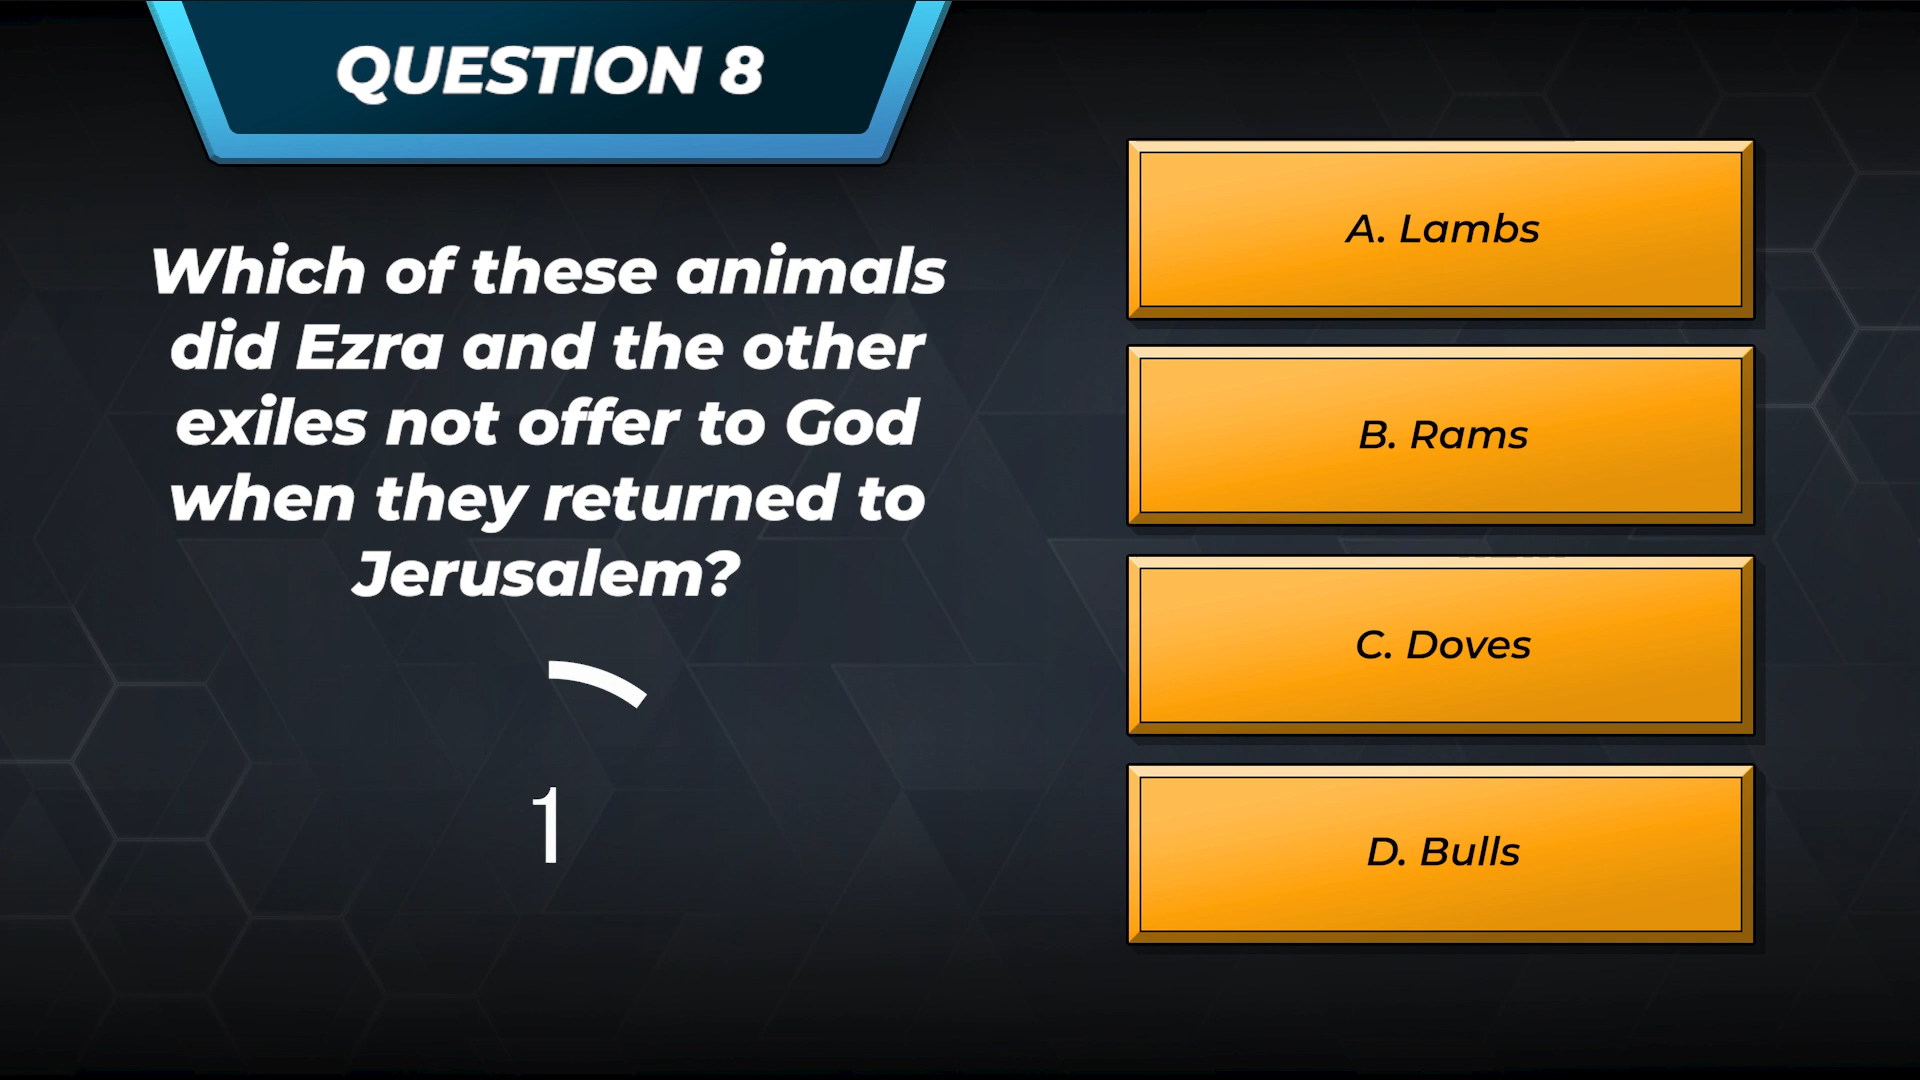 QUESTION 8
Which of these animals
did Ezra and the other
exiles not offer to God
when they returned to
Jerusalem?
1
A. Lambs
B. Rams
C. Doves
D. Bulls